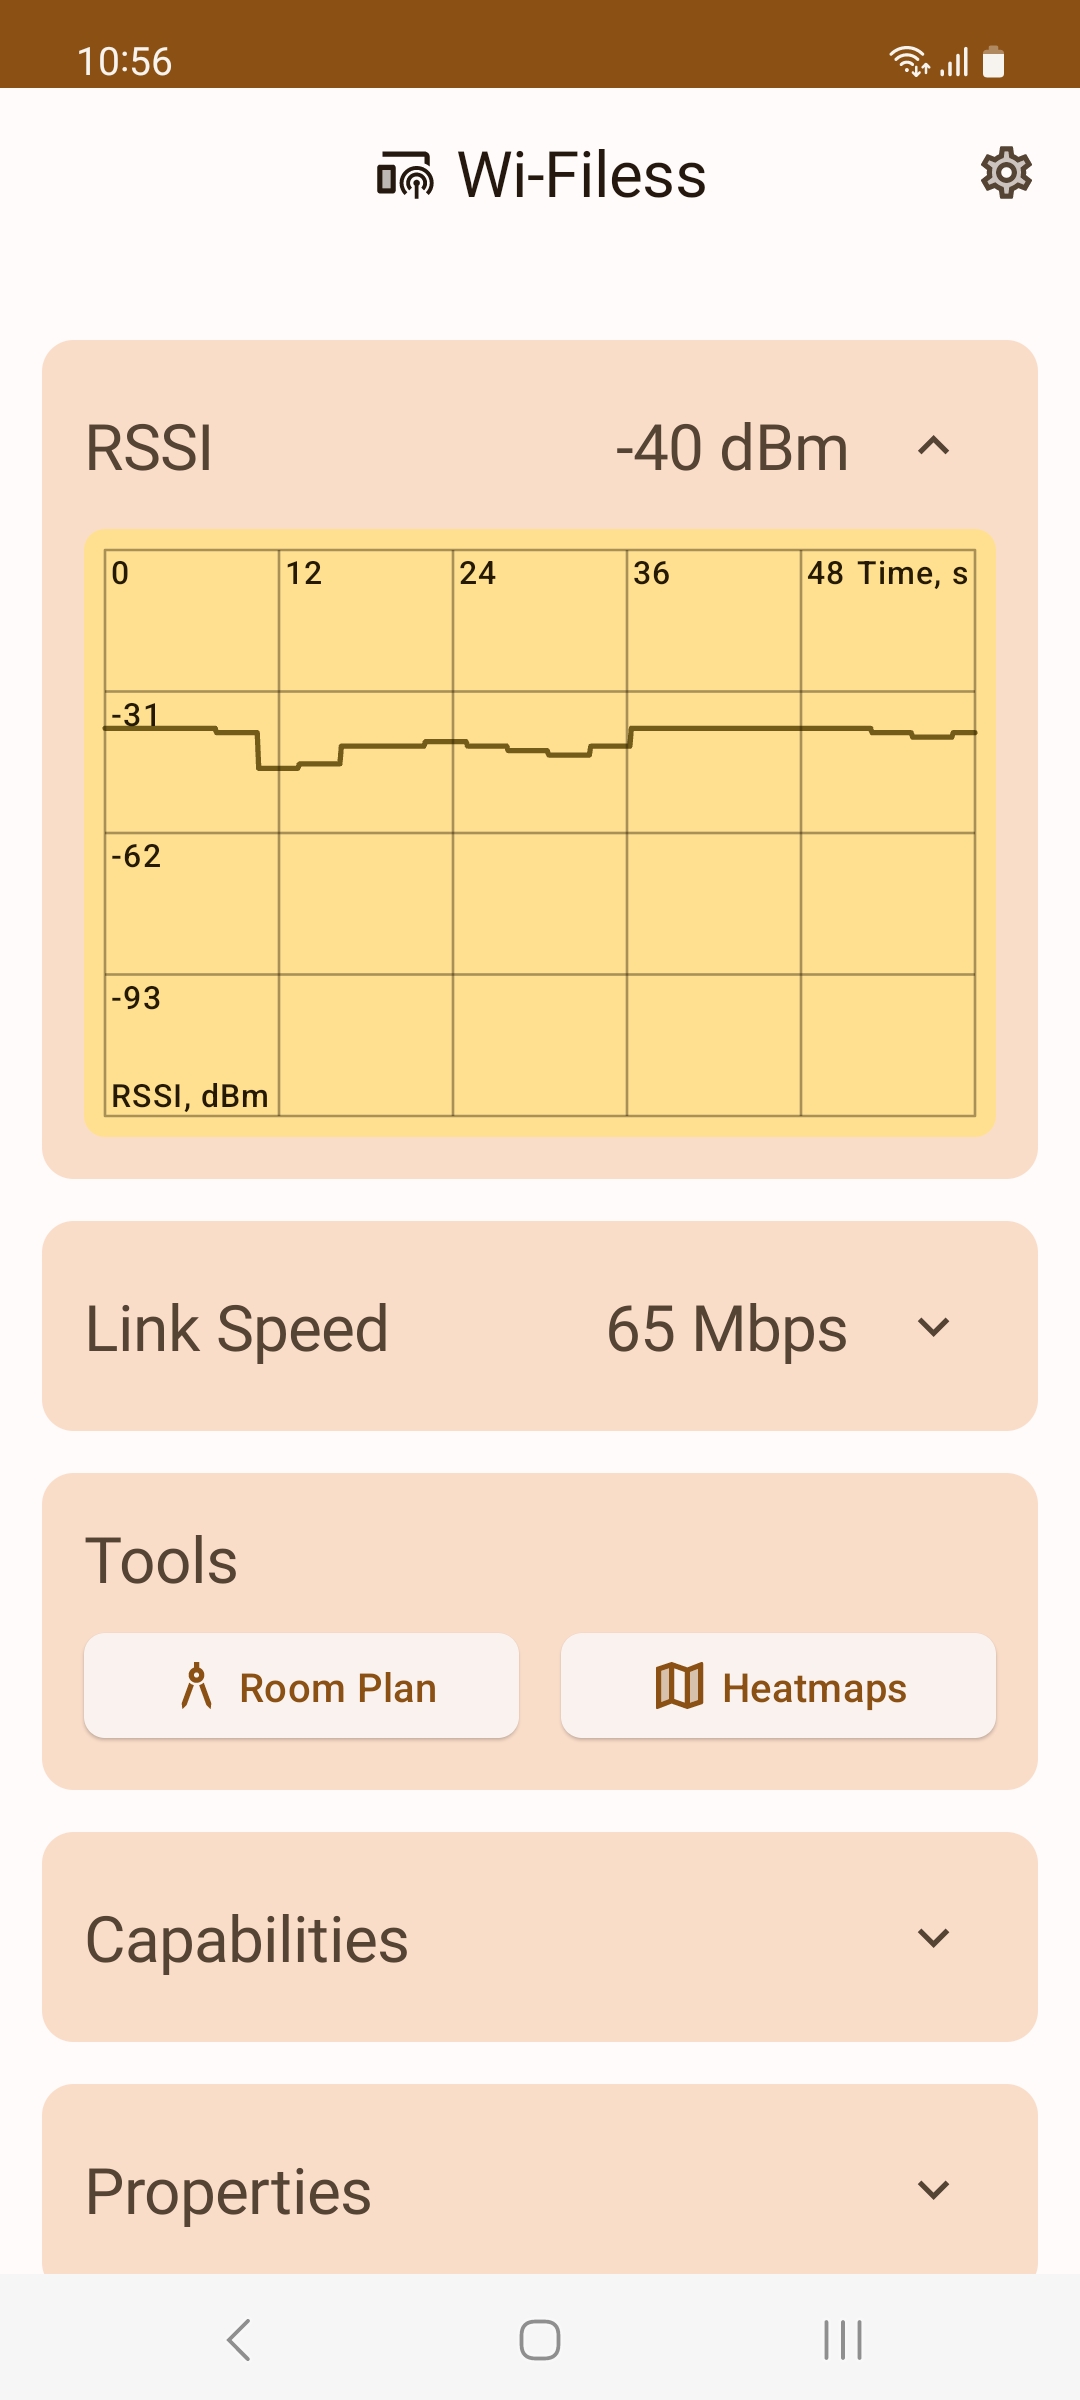 10:56
Wi-Filess
RSSI -40 dBm
0 12 24 36 48 Time, s
-31
-62
-93
RSSI, dBm
Link Speed 65 Mbps
Tools
Room Plan Heatmaps
Capabilities
Properties